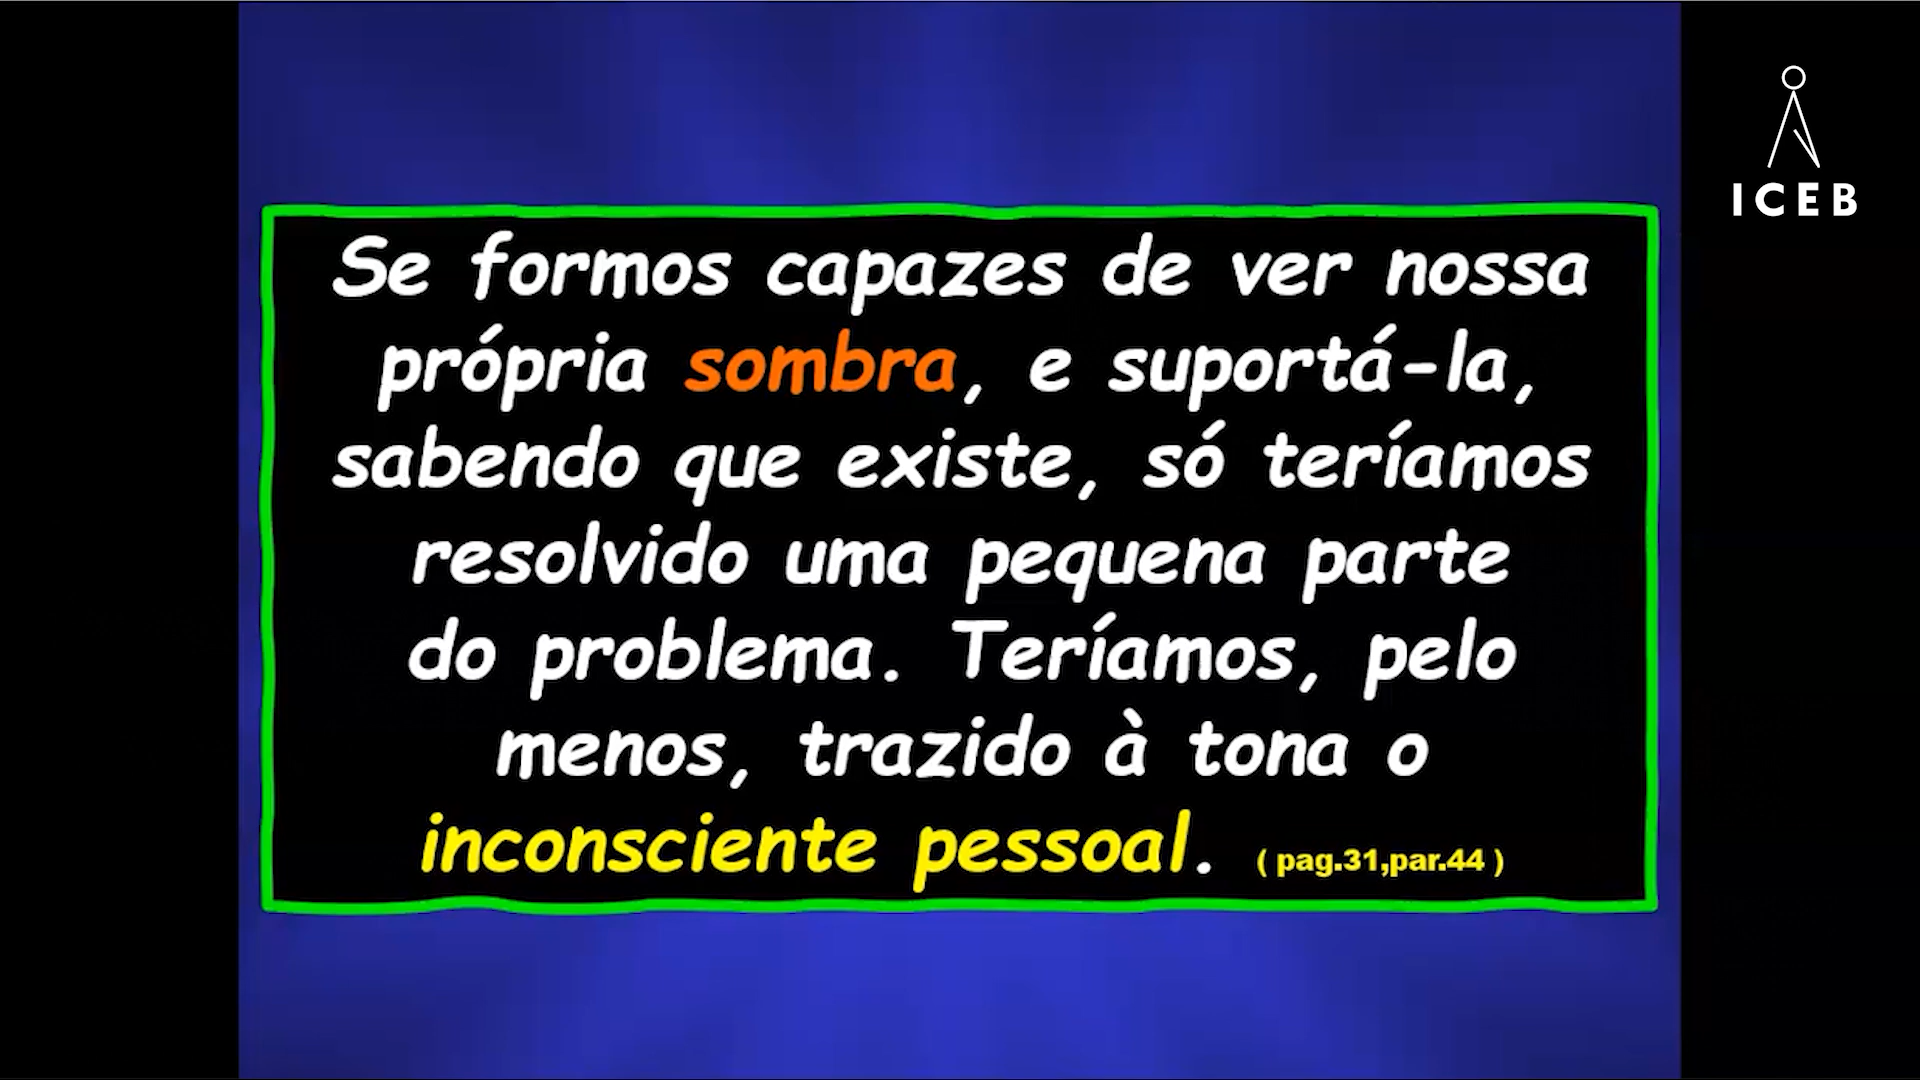 ICEB
Se formos capazes de ver nossa
própria sombra, e suportá-la,
sabendo que existe, só teríamos
resolvido uma pequena parte
do problema. Teríamos, pelo
menos, trazido à tona o
inconsciente pessoal. ( pag.31,par.44 )